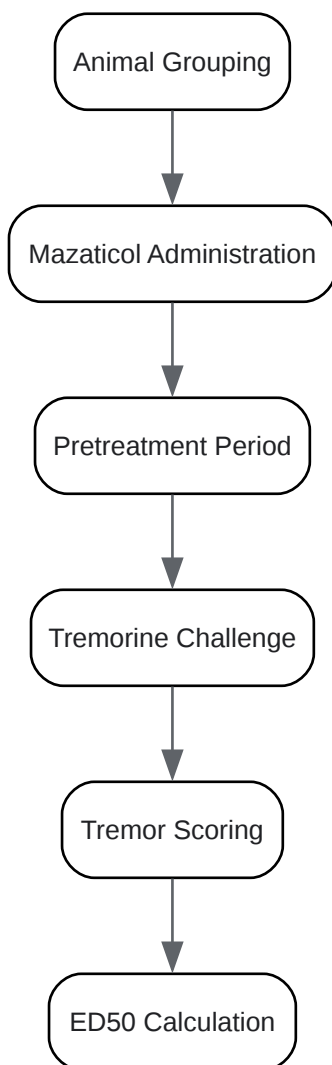 Animal Grouping
Mazaticol Administration
Pretreatment Period
Tremorine Challenge
Tremor Scoring
ED50 Calculation